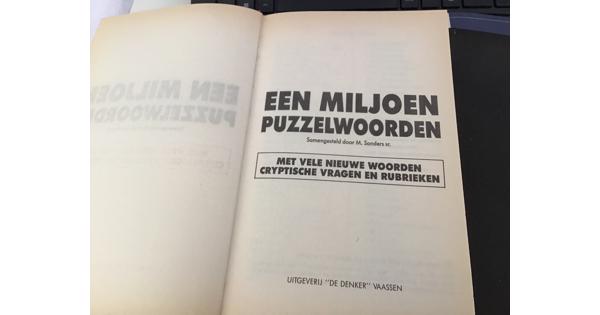 EEN MILJOEN
PUZZELWOORDEN
Samengesteld door M. Sanders sr.
MET VELE NIEUWE WOORDEN
CRYPTISCHE VRAGEN EN RUBRIEKEN
UITGEVERIJ "DE DENKER" VAASSEN